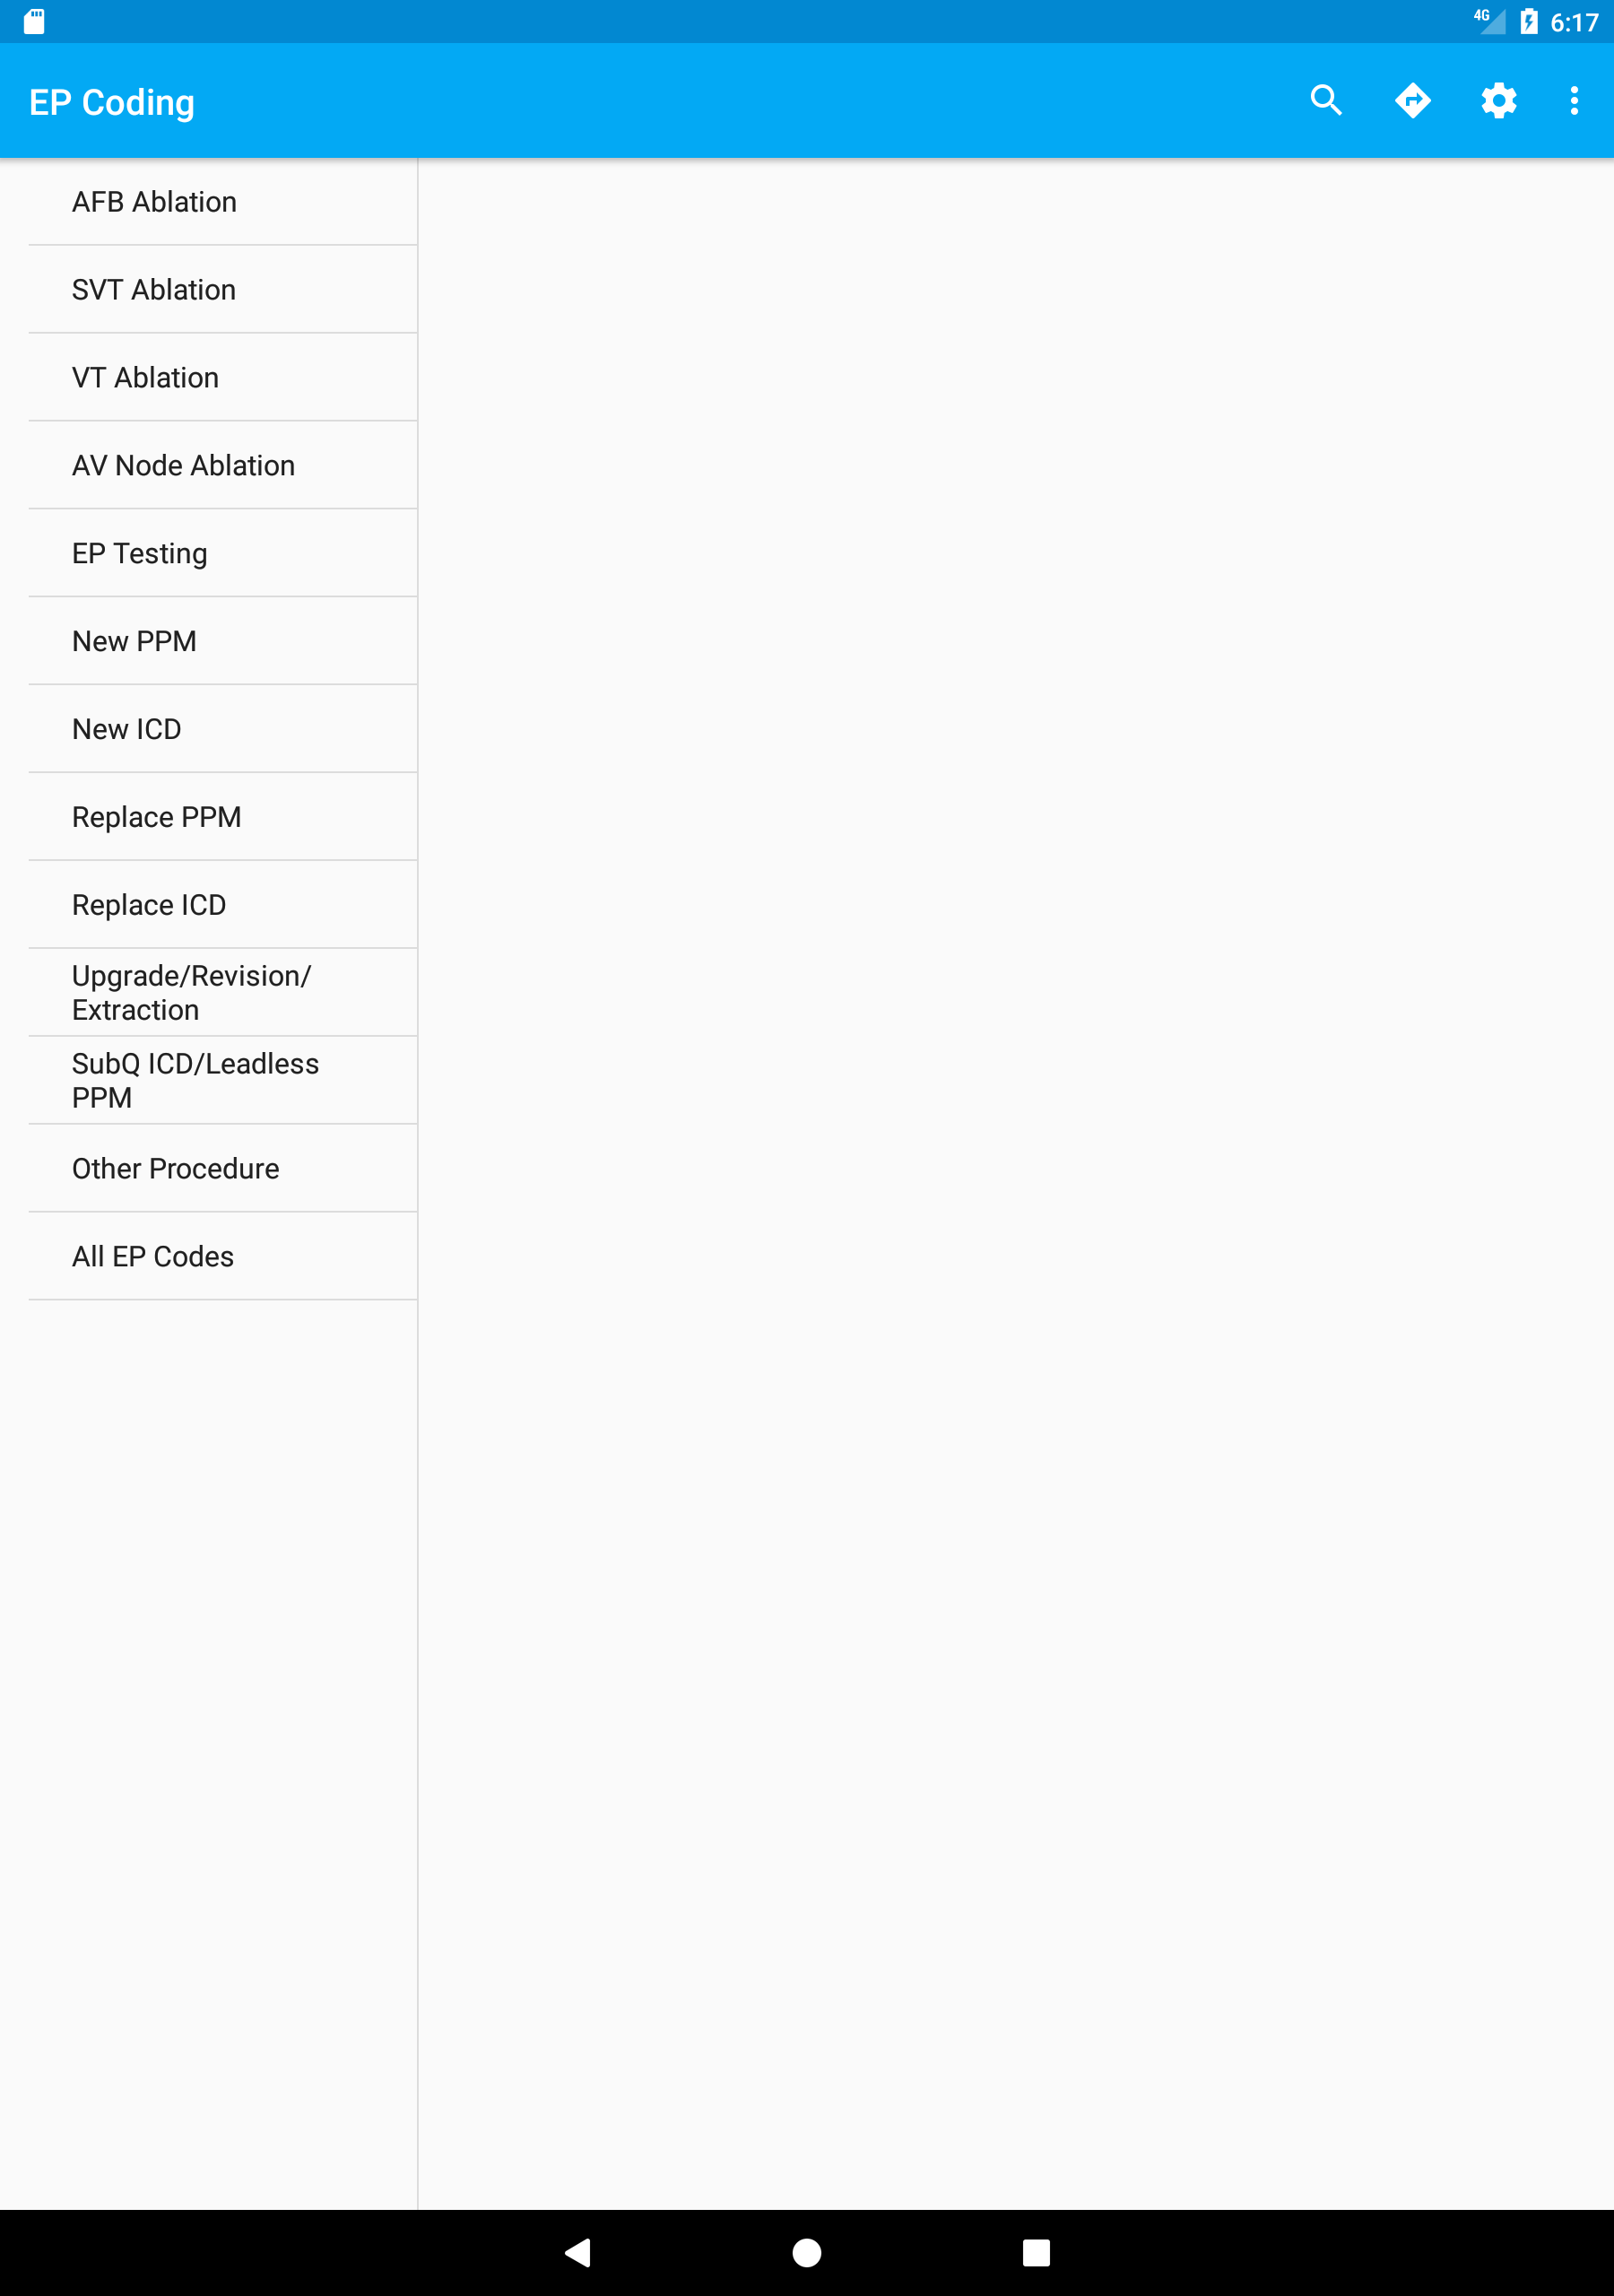 4G 6:17
EP Coding
AFB Ablation
SVT Ablation
VT Ablation
AV Node Ablation
EP Testing
New PPM
New ICD
Replace PPM
Replace ICD
Upgrade/Revision/
Extraction
SubQ ICD/Leadless
PPM
Other Procedure
All EP Codes